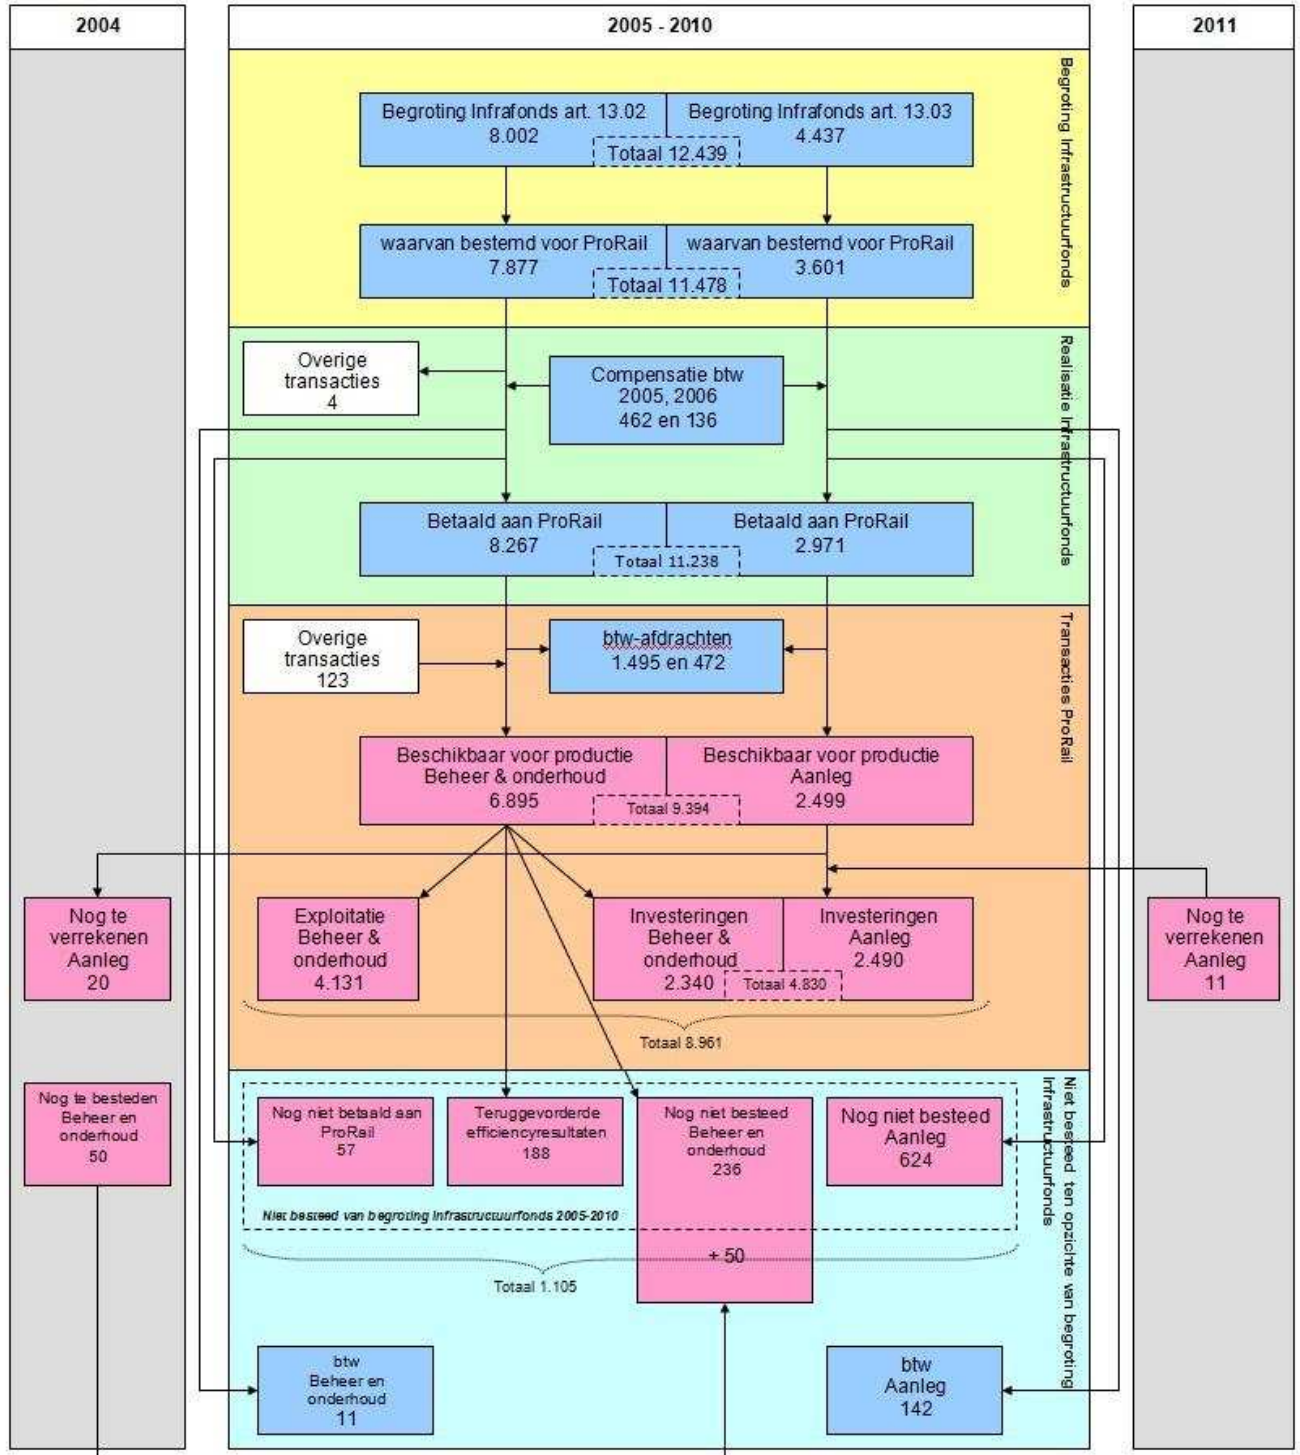 2004
2005 - 2010
2011
Begroting Infrastructuurfonds
Begroting Infrafonds art. 13.02
8.002
Begroting Infrafonds art. 13.03
4.437
Totaal 12.439
waarvan bestemd voor ProRail
7.877
waarvan bestemd voor ProRail
3.601
Totaal 11.478
Realisatie Infrastructuurfonds
Overige
transacties
4
Compensatie btw
2005, 2006
462 en 136
Betaald aan ProRail
8.267
Betaald aan ProRail
2.971
Totaal 11.238
Transacties ProRail
Overige
transacties
123
btw-afdrachten
1.495 en 472
Beschikbaar voor productie
Beheer & onderhoud
6.895
Beschikbaar voor productie
Aanleg
2.499
Totaal 9.394
Nog te
verrekenen
Aanleg
20
Exploitatie
Beheer &
onderhoud
4.131
Investeringen
Beheer &
onderhoud
2.340
Investeringen
Aanleg
2.490
Totaal 4.830
Nog te
verrekenen
Aanleg
11
Totaal 8.961
Niet besteed ten opzichte van begroting
Infrastructuurfonds
Nog te besteden
Beheer en
onderhoud
50
Nog niet betaald aan
ProRail
57
Teruggevorderde
efficiencyresultaten
188
Nog niet besteed
Beheer en
onderhoud
236
Nog niet besteed
Aanleg
624
Niet besteed van begroting Infrastructuurfonds 2005-2010
+ 50
Totaal 1.105
btw
Beheer en
onderhoud
11
btw
Aanleg
142